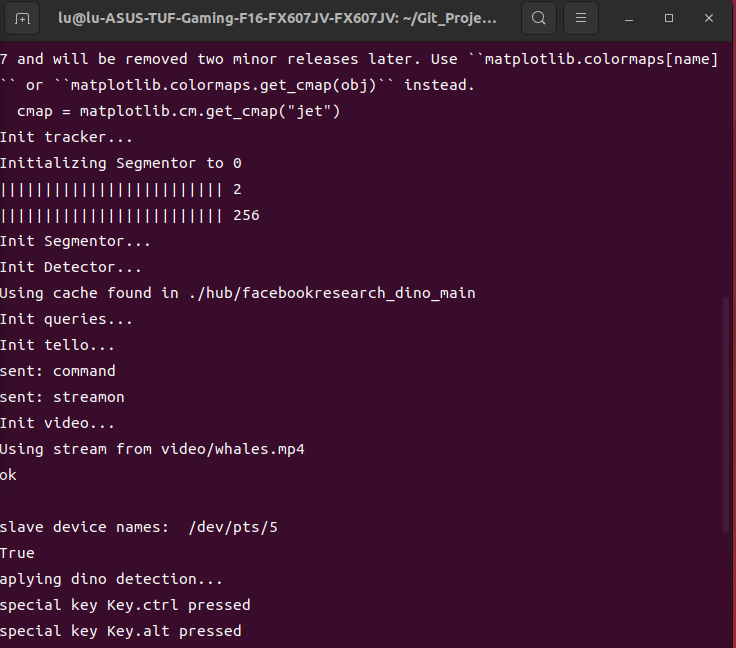 lu@lu-ASUS-TUF-Gaming-F16-FX607JV-FX607JV: ~/Git_Proje...
7 and will be removed two minor releases later. Use ``matplotlib.colormaps[name]
`` or ``matplotlib.colormaps.get_cmap(obj)`` instead.
  cmap = matplotlib.cm.get_cmap("jet")
Init tracker...
Initializing Segmentor to 0
||||||||||||||||||||||||| 2
||||||||||||||||||||||||| 256
Init Segmentor...
Init Detector...
Using cache found in ./hub/facebookresearch_dino_main
Init queries...
Init tello...
sent: command
sent: streamon
Init video...
Using stream from video/whales.mp4
ok

slave device names:  /dev/pts/5
True
aplying dino detection...
special key Key.ctrl pressed
special key Key.alt pressed